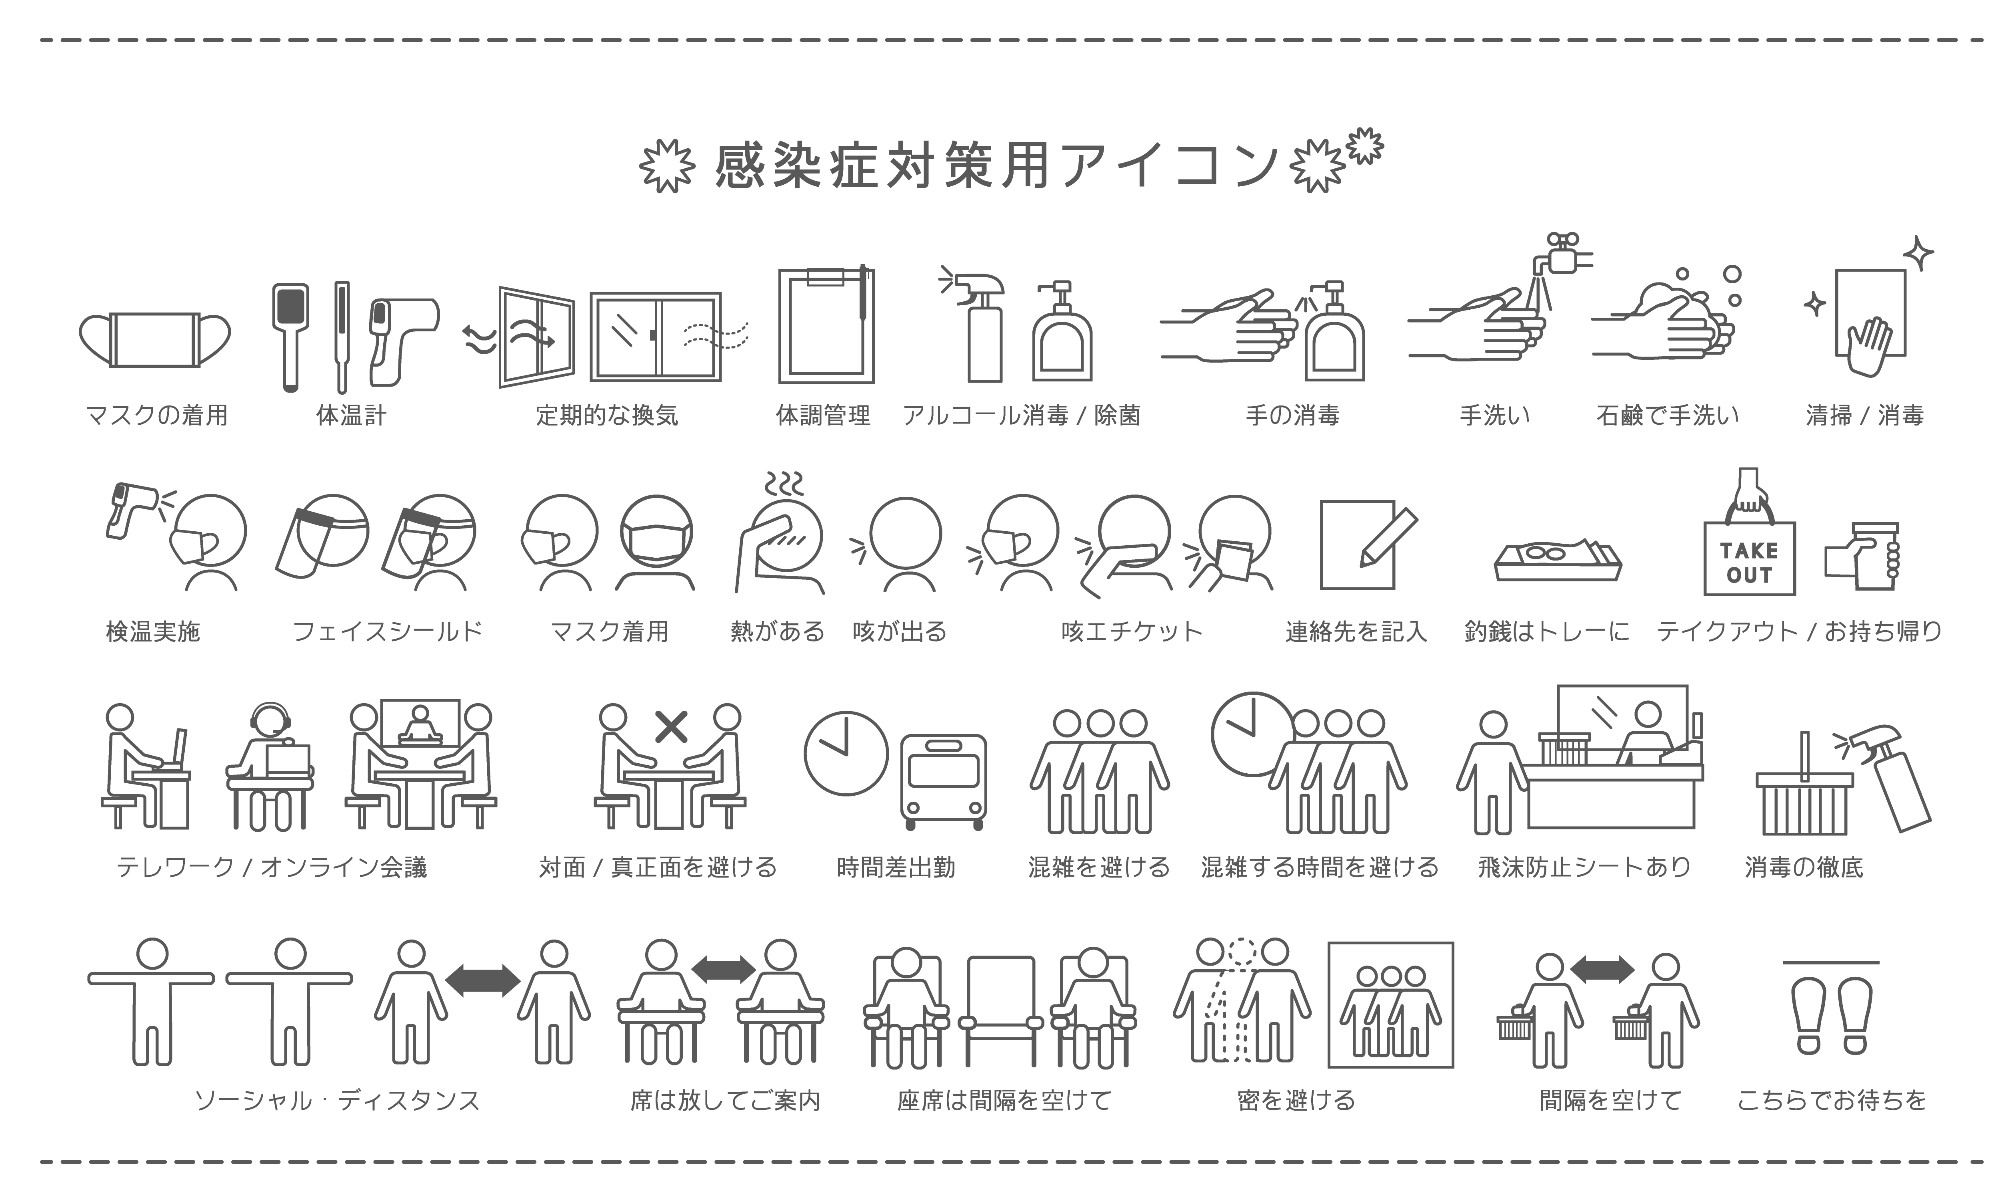 感染症対策用アイコン
マスクの着用 体温計 定期的な換気 体調管理 アルコール消毒 / 除菌 手の消毒 手洗い 石鹸で手洗い 清掃 / 消毒
TAKE
OUT
検温実施 フェイスシールド マスク着用 熱がある 咳が出る 咳エチケット 連絡先を記入 釣銭はトレーに テイクアウト / お持ち帰り
テレワーク / オンライン会議 対面 / 真正面を避ける 時間差出勤 混雑を避ける 混雑する時間を避ける 飛沫防止シートあり 消毒の徹底
ソーシャル・ディスタンス 席は放してご案内 座席は間隔を空けて 密を避ける 間隔を空けて こちらでお待ちを